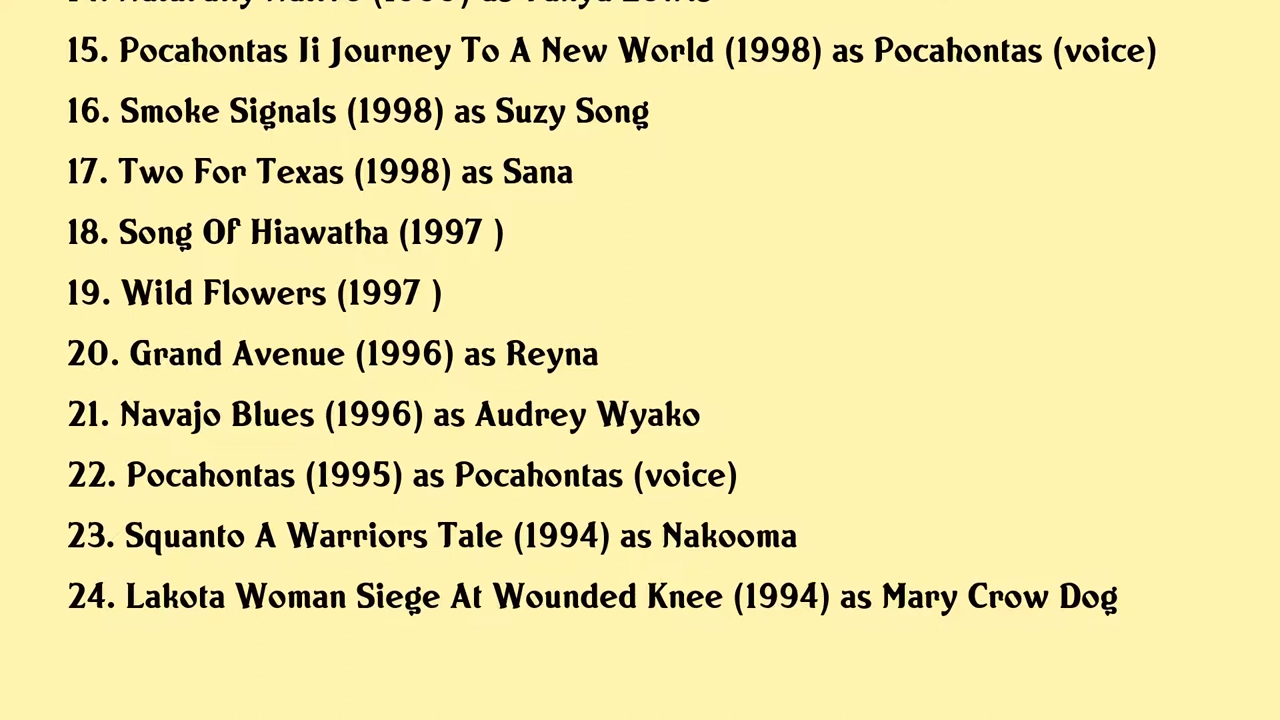 15. Pocahontas Ii Journey To A New World (1998) as Pocahontas (voice)
16. Smoke Signals (1998) as Suzy Song
17. Two For Texas (1998) as Sana
18. Song Of Hiawatha (1997 )
19. Wild Flowers (1997 )
20. Grand Avenue (1996) as Reyna
21. Navajo Blues (1996) as Audrey Wyako
22. Pocahontas (1995) as Pocahontas (voice)
23. Squanto A Warriors Tale (1994) as Nakooma
24. Lakota Woman Siege At Wounded Knee (1994) as Mary Crow Dog